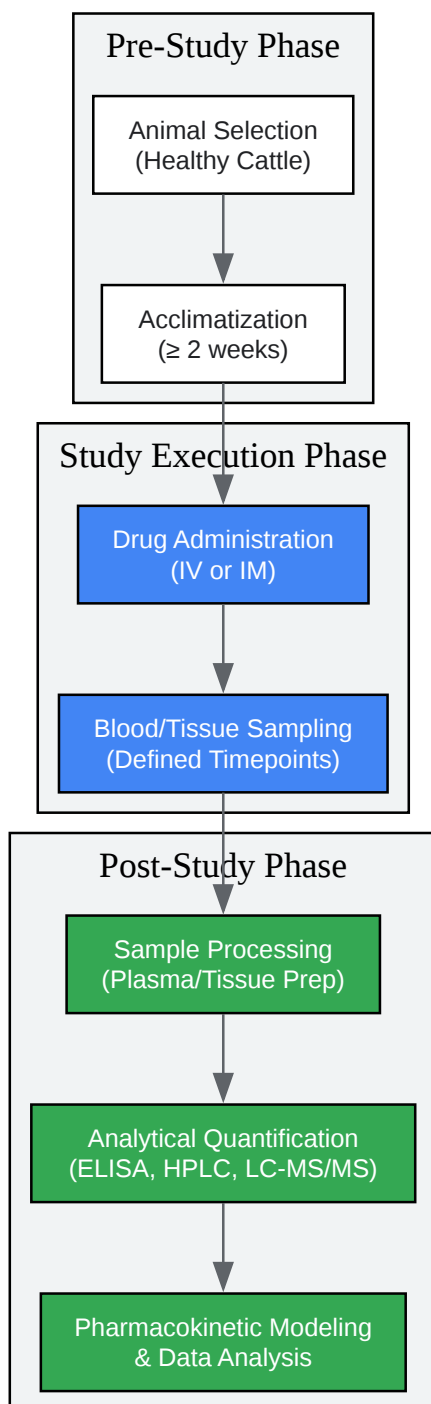 Pre-Study Phase
Animal Selection
(Healthy Cattle)
Acclimatization
(≥ 2 weeks)
Study Execution Phase
Drug Administration
(IV or IM)
Blood/Tissue Sampling
(Defined Timepoints)
Post-Study Phase
Sample Processing
(Plasma/Tissue Prep)
Analytical Quantification
(ELISA, HPLC, LC-MS/MS)
Pharmacokinetic Modeling
& Data Analysis